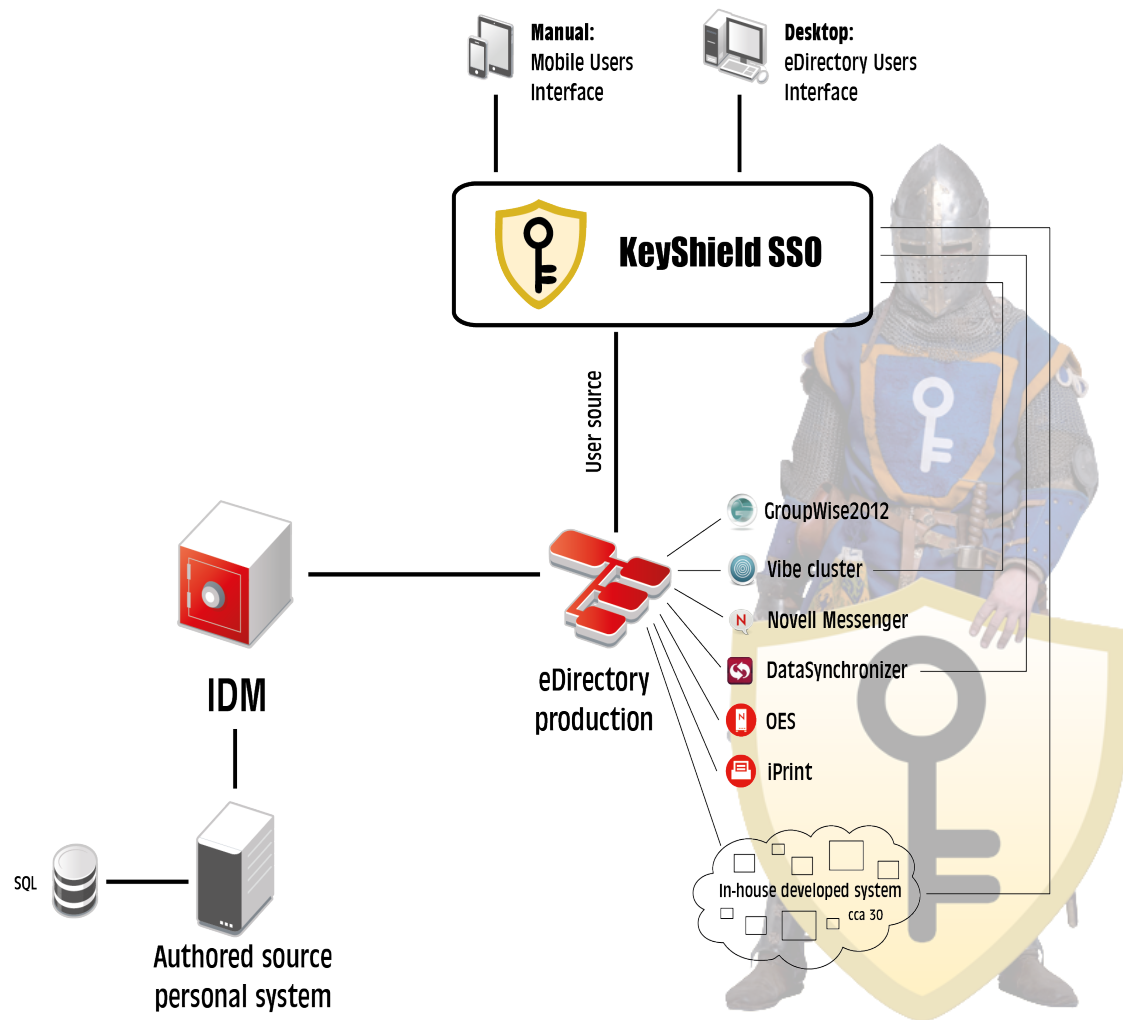 Manual:
Mobile Users
Interface
Desktop:
eDirectory Users
Interface
KeyShield SSO
User source
GroupWise2012
Vibe cluster
N Novell Messenger
DataSynchronizer
N OES
iPrint
IDM
eDirectory
production
In-house developed system
cca 30
SQL
Authored source
personal system